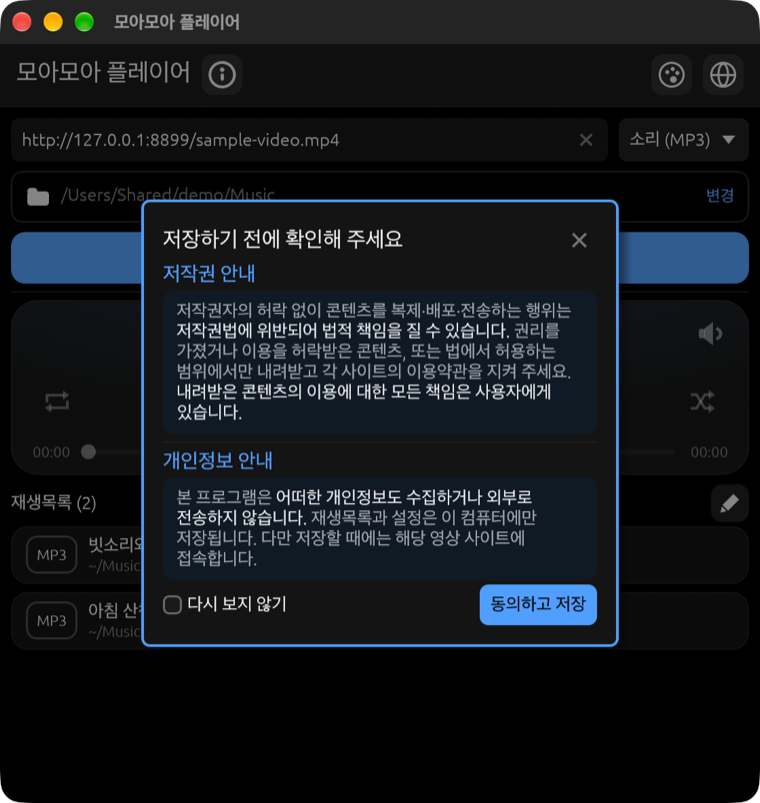 모아모아 플레이어
모아모아 플레이어
http://127.0.0.1:8899/sample-video.mp4
소리 (MP3)
/Users/Shared/demo/Music
변경
저장하기 전에 확인해 주세요
저작권 안내
저작권자의 허락 없이 콘텐츠를 복제·배포·전송하는 행위는
저작권법에 위반되어 법적 책임을 질 수 있습니다. 권리를
가졌거나 이용을 허락받은 콘텐츠, 또는 법에서 허용하는
범위에서만 내려받고 각 사이트의 이용약관을 지켜 주세요.
내려받은 콘텐츠의 이용에 대한 모든 책임은 사용자에게
있습니다.
00:00
00:00
개인정보 안내
본 프로그램은 어떠한 개인정보도 수집하거나 외부로
전송하지 않습니다. 재생목록과 설정은 이 컴퓨터에만
저장됩니다. 다만 저장할 때에는 해당 영상 사이트에
접속합니다.
재생목록 (2)
MP3
빗소리
~/Music
MP3
아침
~/Music
다시 보지 않기
동의하고 저장